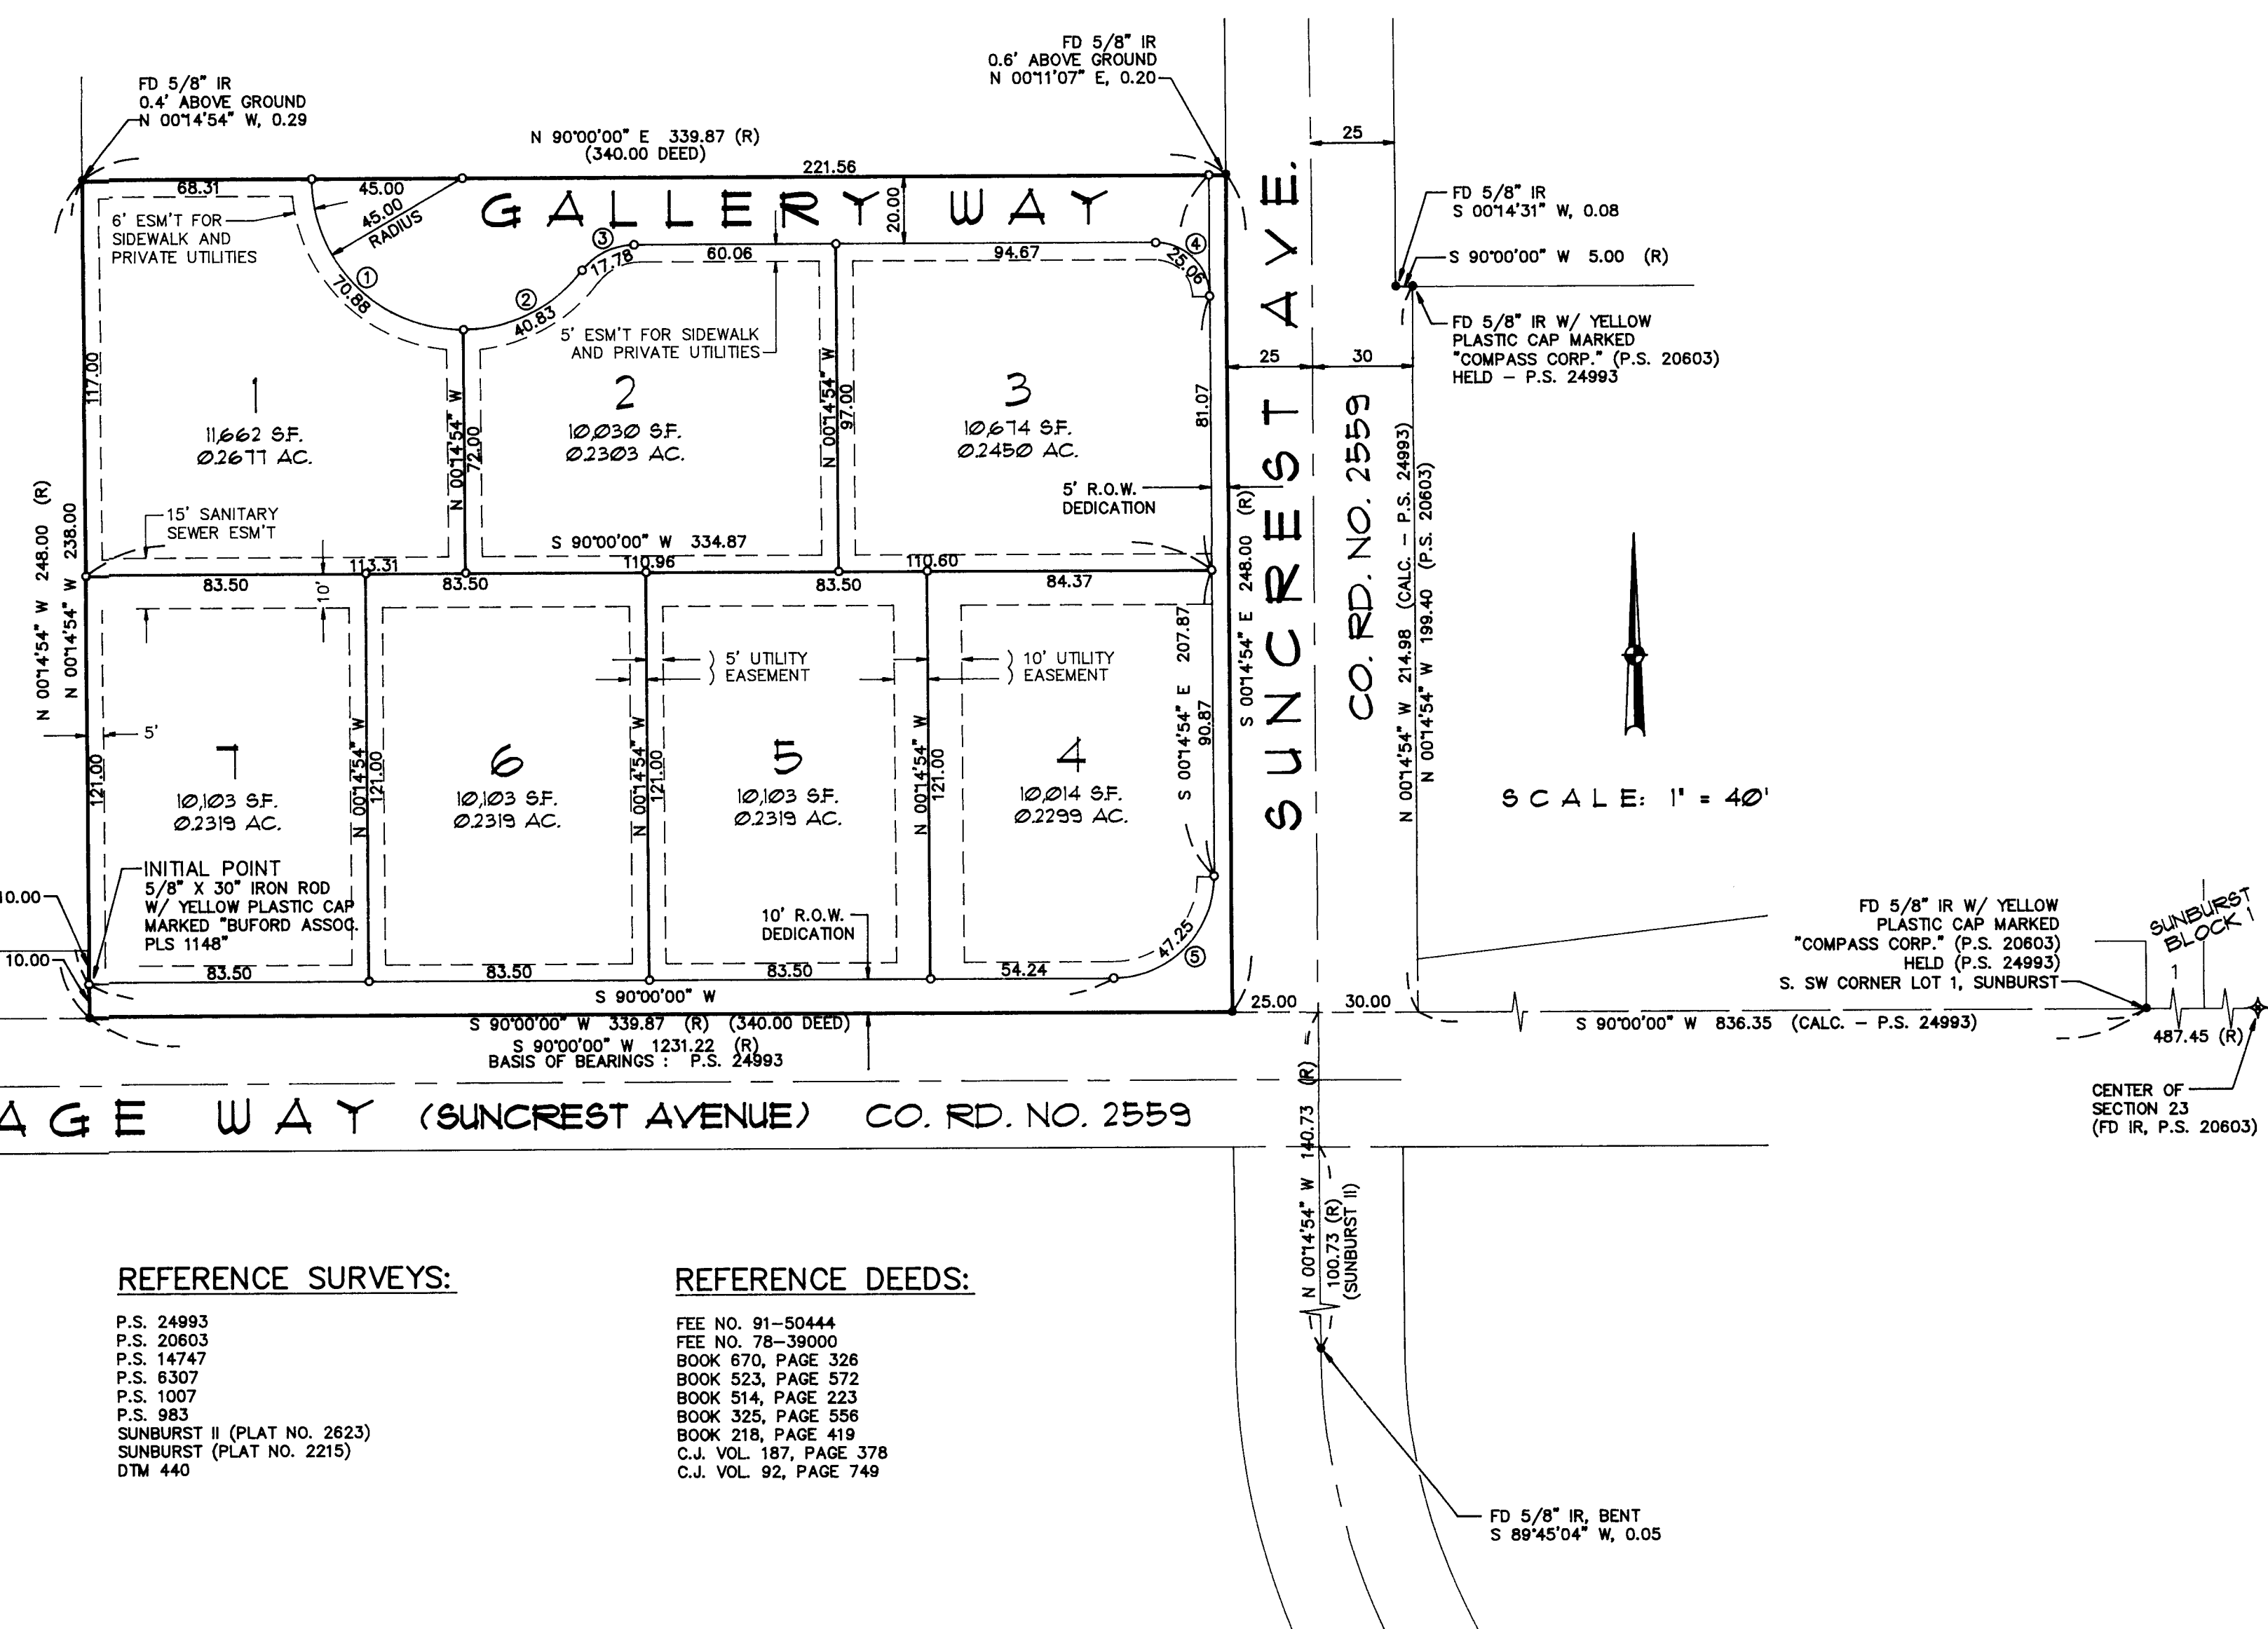 FD 5/8" IR
0.4' ABOVE GROUND
N 00°14'54" W, 0.29
FD 5/8" IR
0.6' ABOVE GROUND
N 00°11'07" E, 0.20
N 90°00'00" E 339.87 (R)
(340.00 DEED)
221.56
68.31
45.00
45.00
RADIUS
GALLERY WAY
20.00
6' ESM'T FOR
SIDEWALK AND
PRIVATE UTILITIES
1
70.88
2
40.83
3
17.78
60.06
94.67
4
25.06
5' ESM'T FOR SIDEWALK
AND PRIVATE UTILITIES
25
FD 5/8" IR
S 00°14'31" W, 0.08
S 90°00'00" W 5.00 (R)
FD 5/8" IR W/ YELLOW
PLASTIC CAP MARKED
"COMPASS CORP." (P.S. 20603)
HELD – P.S. 24993
25
30
117.00
1
11,662 S.F.
0.2677 AC.
N 00°14'54" W
72.00
2
10,030 S.F.
0.2303 AC.
N 00°14'54" W
97.00
3
10,674 S.F.
0.2450 AC.
81.07
5' R.O.W.
DEDICATION
SUNCREST AVE.
CO. RD. NO. 2559
N 00°14'54" W 214.98 (CALC. – P.S. 24993)
N 00°14'54" W 199.40 (P.S. 20603)
15' SANITARY
SEWER ESM'T
N 00°14'54" W 248.00 (R)
N 00°14'54" W 238.00
S 90°00'00" W 334.87
113.31
110.96
110.60
83.50
83.50
83.50
84.37
10'
S 00°14'54" E 248.00 (R)
S 00°14'54" E 207.87
90.87
5' UTILITY
EASEMENT
10' UTILITY
EASEMENT
5'
121.00
7
10,103 S.F.
0.2319 AC.
N 00°14'54" W
121.00
6
10,103 S.F.
0.2319 AC.
N 00°14'54" W
121.00
5
10,103 S.F.
0.2319 AC.
N 00°14'54" W
121.00
4
10,014 S.F.
0.2299 AC.
SCALE: 1" = 40'
INITIAL POINT
5/8" X 30" IRON ROD
W/ YELLOW PLASTIC CAP
MARKED "BUFORD ASSOC.
PLS 1148"
10.00
10.00
10' R.O.W.
DEDICATION
47.25
5
83.50
83.50
83.50
54.24
S 90°00'00" W
S 90°00'00" W 339.87 (R) (340.00 DEED)
S 90°00'00" W 1231.22 (R)
BASIS OF BEARINGS : P.S. 24993
25.00
30.00
S 90°00'00" W 836.35 (CALC. – P.S. 24993)
FD 5/8" IR W/ YELLOW
PLASTIC CAP MARKED
"COMPASS CORP." (P.S. 20603)
HELD (P.S. 24993)
S. SW CORNER LOT 1, SUNBURST
SUNBURST
BLOCK 1
1
487.45 (R)
CENTER OF
SECTION 23
(FD IR, P.S. 20603)
AGE WAY (SUNCREST AVENUE) CO. RD. NO. 2559
N 00°14'54" W 140.73 (R)
100.73 (R)
(SUNBURST II)
FD 5/8" IR, BENT
S 89°45'04" W, 0.05
REFERENCE SURVEYS:
P.S. 24993
P.S. 20603
P.S. 14747
P.S. 6307
P.S. 1007
P.S. 983
SUNBURST II (PLAT NO. 2623)
SUNBURST (PLAT NO. 2215)
DTM 440
REFERENCE DEEDS:
FEE NO. 91–50444
FEE NO. 78–39000
BOOK 670, PAGE 326
BOOK 523, PAGE 572
BOOK 514, PAGE 223
BOOK 325, PAGE 556
BOOK 218, PAGE 419
C.J. VOL. 187, PAGE 378
C.J. VOL. 92, PAGE 749